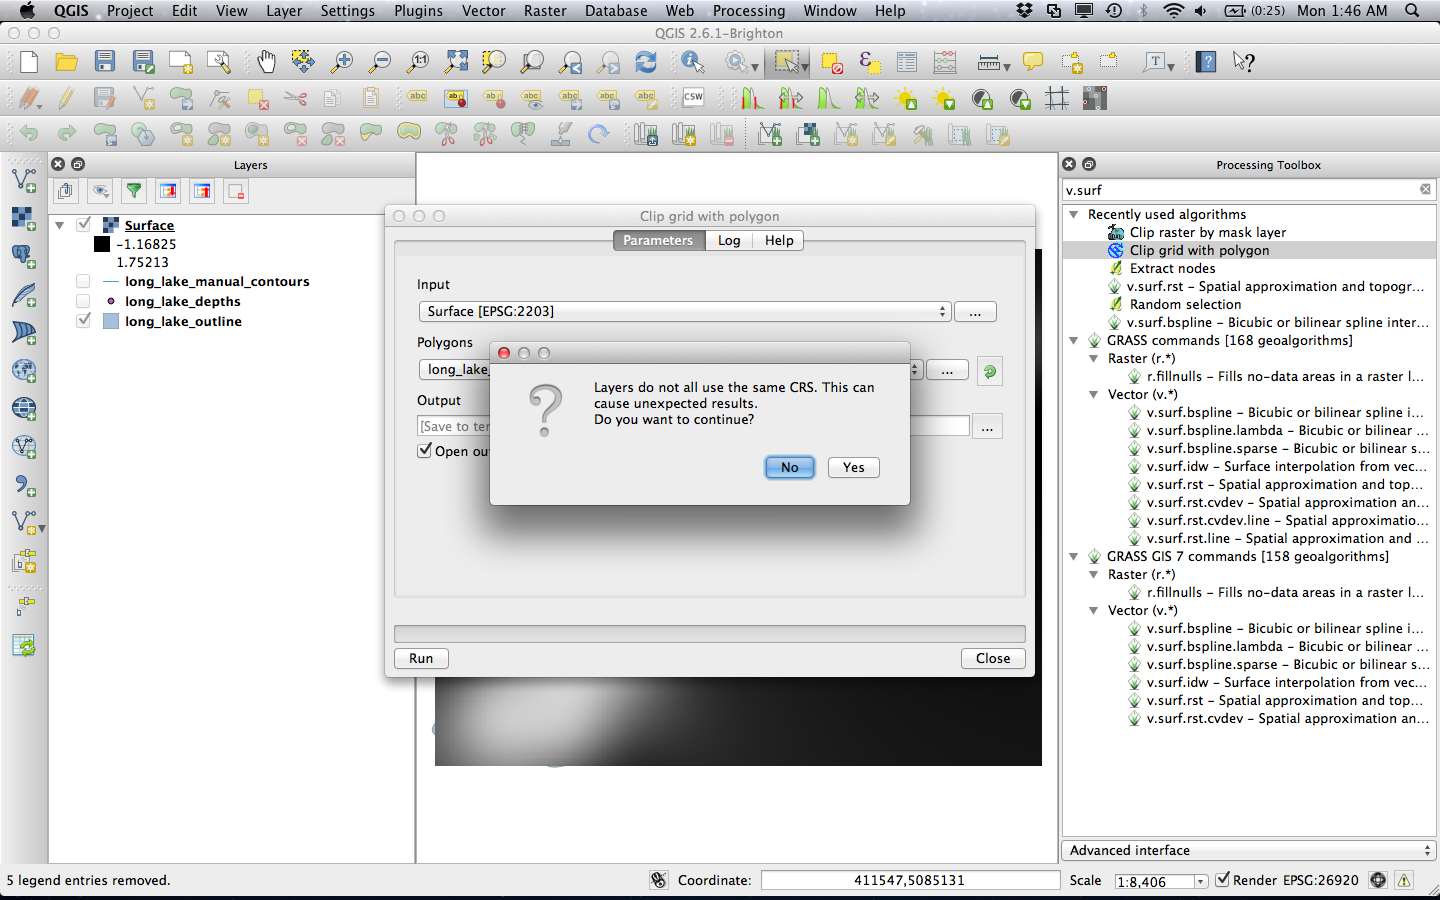 QGIS Project Edit View Layer Settings Plugins Vector Raster Database Web Processing Window Help (0:25) Mon 1:46 AM
QGIS 2.6.1-Brighton
Layers
Surface
-1.16825
1.75213
long_lake_manual_contours
long_lake_depths
long_lake_outline
Clip grid with polygon
Parameters Log Help
Input
Surface [EPSG:2203]
...
Polygons
long_lake_
...
Output
[Save to ter
...
Open ou
Layers do not all use the same CRS. This can
cause unexpected results.
Do you want to continue?
No Yes
Run Close
Processing Toolbox
v.surf
Recently used algorithms
Clip raster by mask layer
Clip grid with polygon
Extract nodes
v.surf.rst - Spatial approximation and topogr...
Random selection
v.surf.bspline - Bicubic or bilinear spline inter...
GRASS commands [168 geoalgorithms]
Raster (r.*)
r.fillnulls - Fills no-data areas in a raster l...
Vector (v.*)
v.surf.bspline - Bicubic or bilinear spline i...
v.surf.bspline.lambda - Bicubic or bilinear ...
v.surf.bspline.sparse - Bicubic or bilinear s...
v.surf.idw - Surface interpolation from vec...
v.surf.rst - Spatial approximation and top...
v.surf.rst.cvdev - Spatial approximation an...
v.surf.rst.cvdev.line - Spatial approximatio...
v.surf.rst.line - Spatial approximation and ...
GRASS GIS 7 commands [158 geoalgorithms]
Raster (r.*)
r.fillnulls - Fills no-data areas in a raster l...
Vector (v.*)
v.surf.bspline - Bicubic or bilinear spline i...
v.surf.bspline.lambda - Bicubic or bilinear ...
v.surf.bspline.sparse - Bicubic or bilinear s...
v.surf.idw - Surface interpolation from vec...
v.surf.rst - Spatial approximation and top...
v.surf.rst.cvdev - Spatial approximation an...
Advanced interface
5 legend entries removed.
Coordinate: 411547,5085131 Scale 1:8,406 Render EPSG:26920